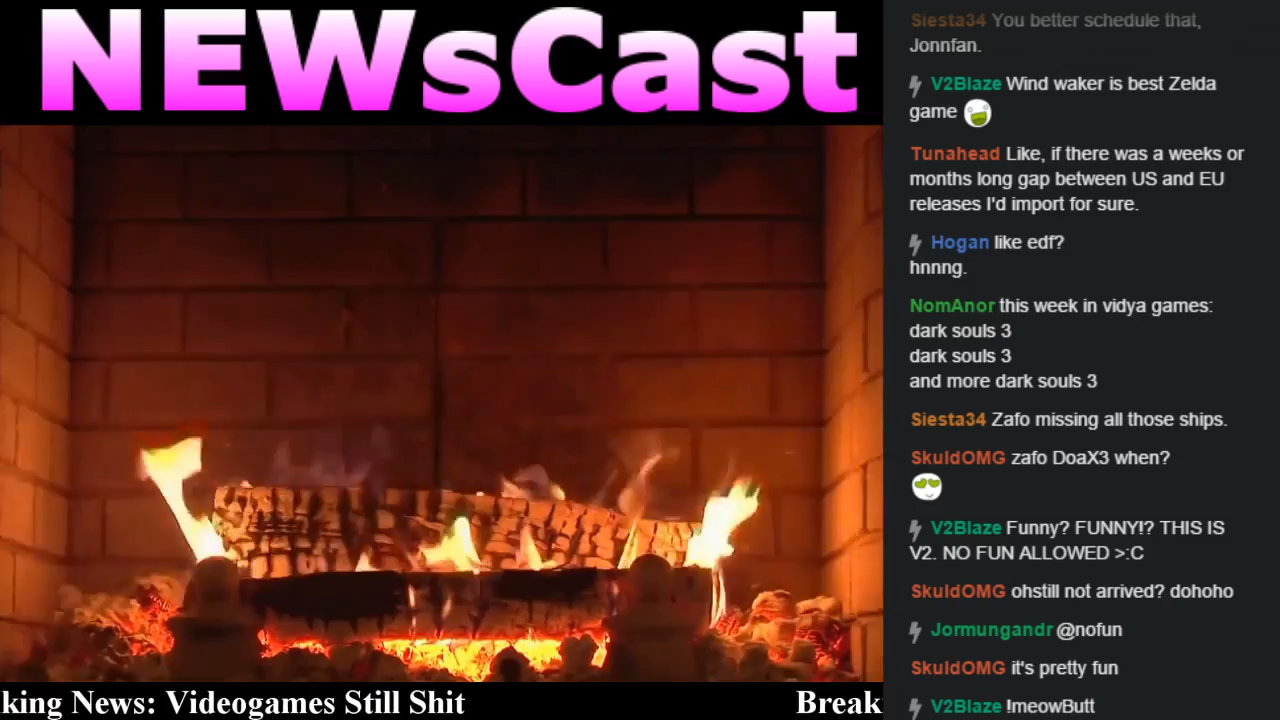 NEWsCast
Siesta34 You better schedule that,
Jonnfan.
V2Blaze Wind waker is best Zelda
game
Tunahead Like, if there was a weeks or
months long gap between US and EU
releases I'd import for sure.
Hogan like edf?
hnnng.
NomAnor this week in vidya games:
dark souls 3
dark souls 3
and more dark souls 3
Siesta34 Zafo missing all those ships.
SkuldOMG zafo DoaX3 when?
V2Blaze Funny? FUNNY!? THIS IS
V2. NO FUN ALLOWED >:C
SkuldOMG ohstill not arrived? dohoho
Jormungandr @nofun
SkuldOMG it's pretty fun
V2Blaze !meowButt
king News: Videogames Still Shit Break